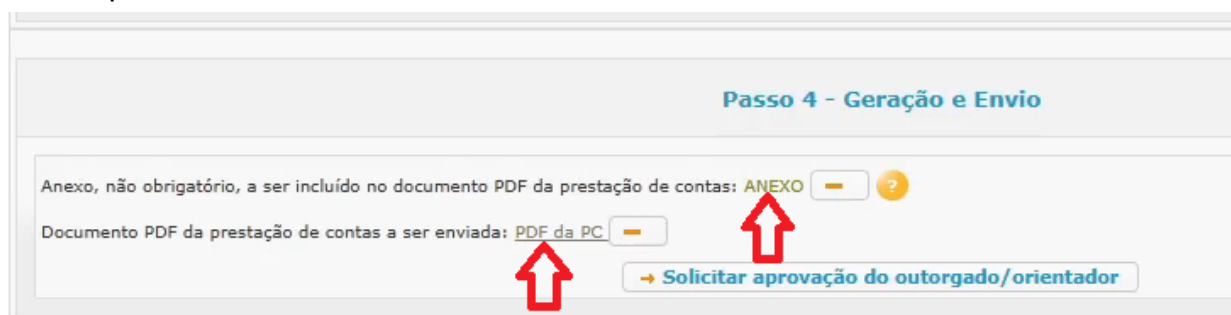 Passo 4 - Geração e Envio
Anexo, não obrigatório, a ser incluído no documento PDF da prestação de contas: ANEXO ?
Documento PDF da prestação de contas a ser enviada: PDF da PC
→ Solicitar aprovação do outorgado/orientador